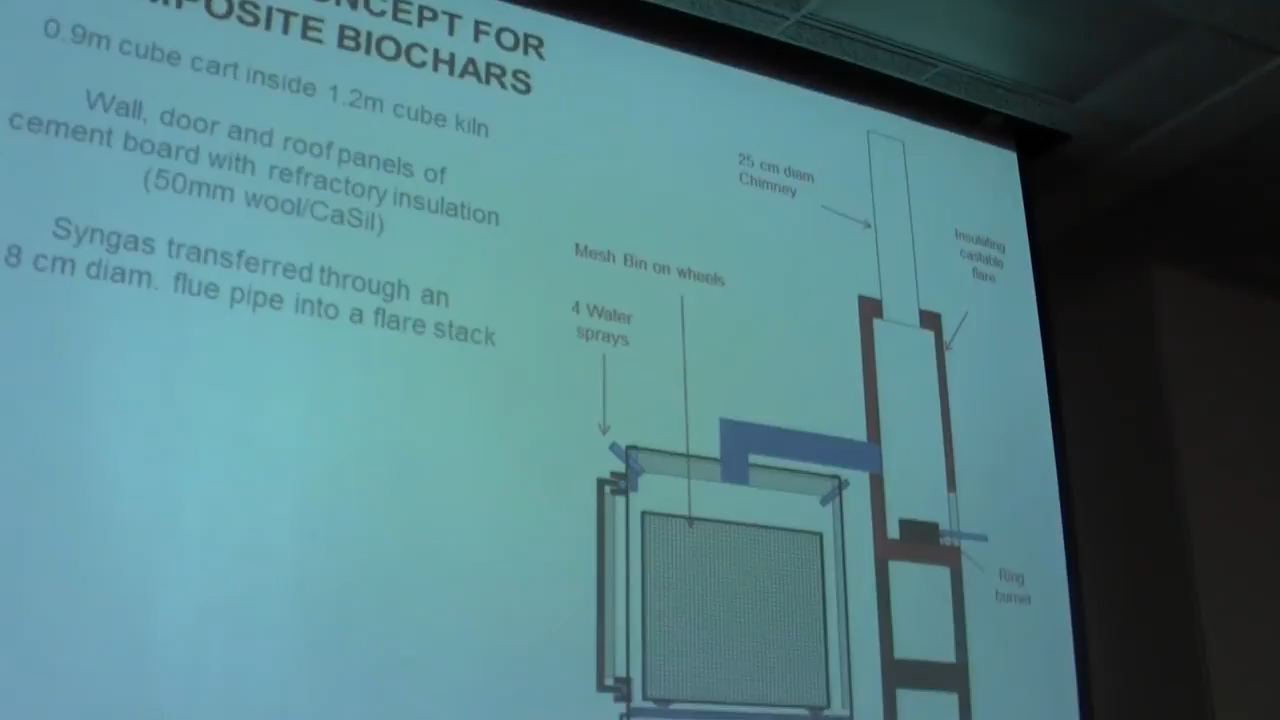 CONCEPT FOR
COMPOSITE BIOCHARS
0.9m cube cart inside 1.2m cube kiln
Wall, door and roof panels of
cement board with refractory insulation
(50mm wool/CaSil)
Syngas transferred through an
8 cm diam. flue pipe into a flare stack
25 cm diam
Chimney
Insulating
castable
flare
Mesh Bin on wheels
4 Water
sprays
Ring
burner